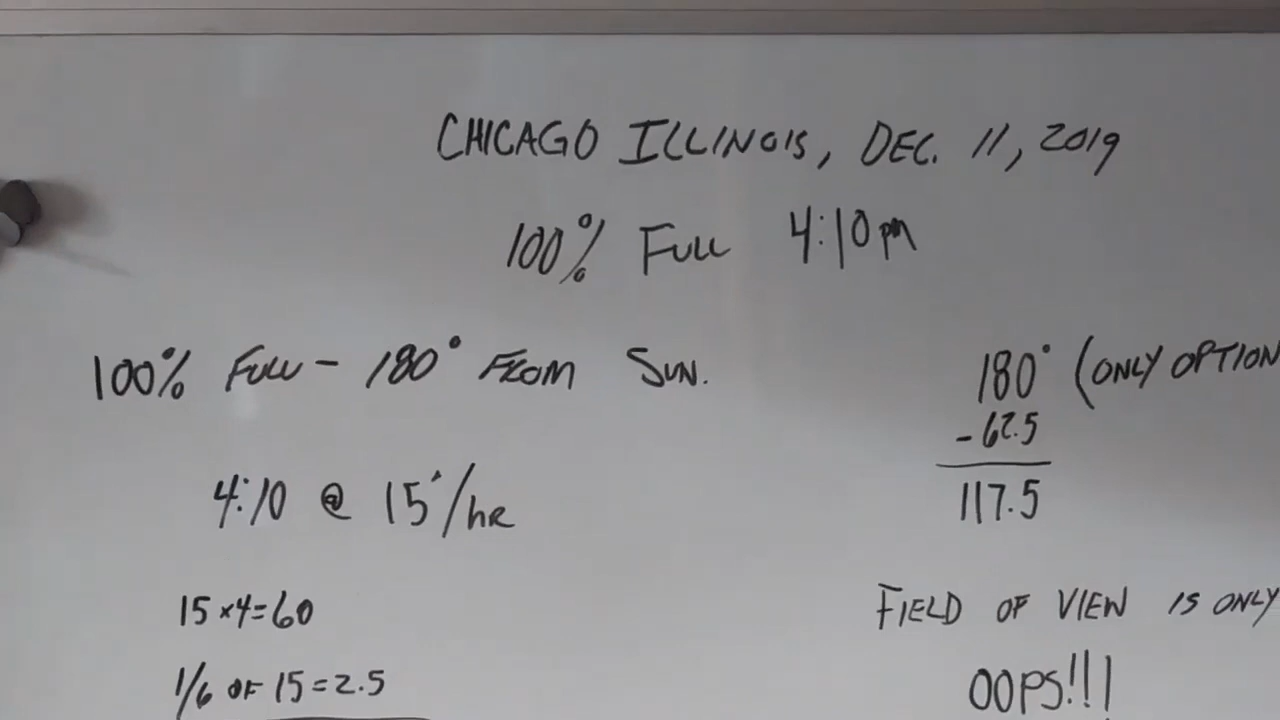 CHICAGO ILLINOIS, DEC. 11, 2019
100% FULL 4:10pm
100% FULL - 180° FROM SUN.
4:10 @ 15°/hr
15 x 4 = 60
1/6 OF 15 = 2.5
180° (ONLY OPTION
- 62.5
117.5
FIELD OF VIEW IS ONLY
OOPS!!!